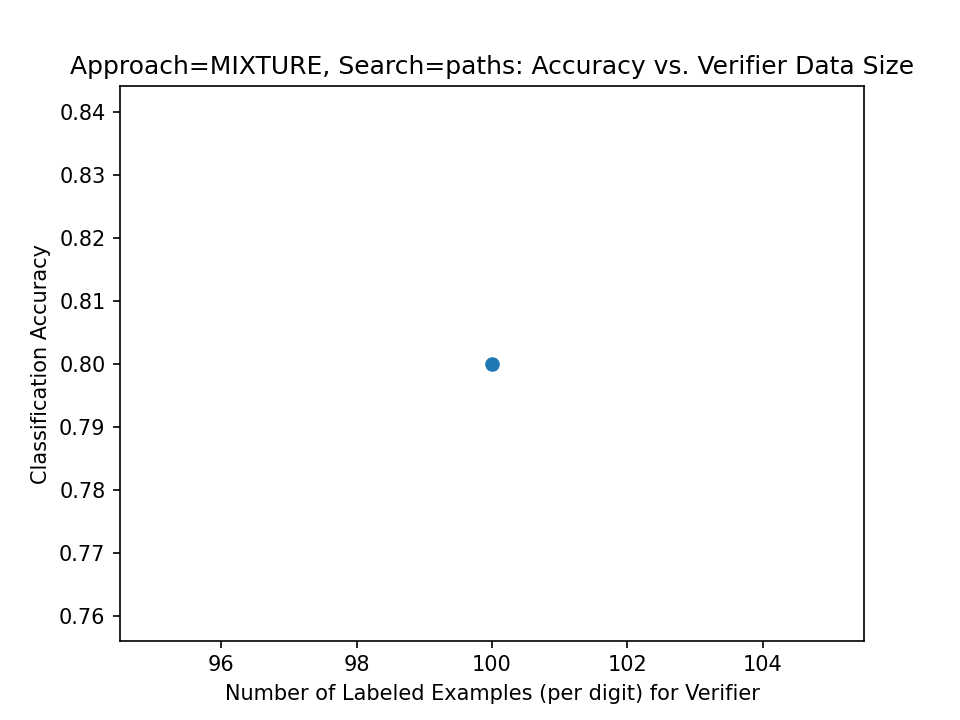 Approach=MIXTURE, Search=paths: Accuracy vs. Verifier Data Size
0.84
0.83
0.82
0.81
0.80
0.79
0.78
0.77
0.76
Classification Accuracy
96 98 100 102 104
Number of Labeled Examples (per digit) for Verifier